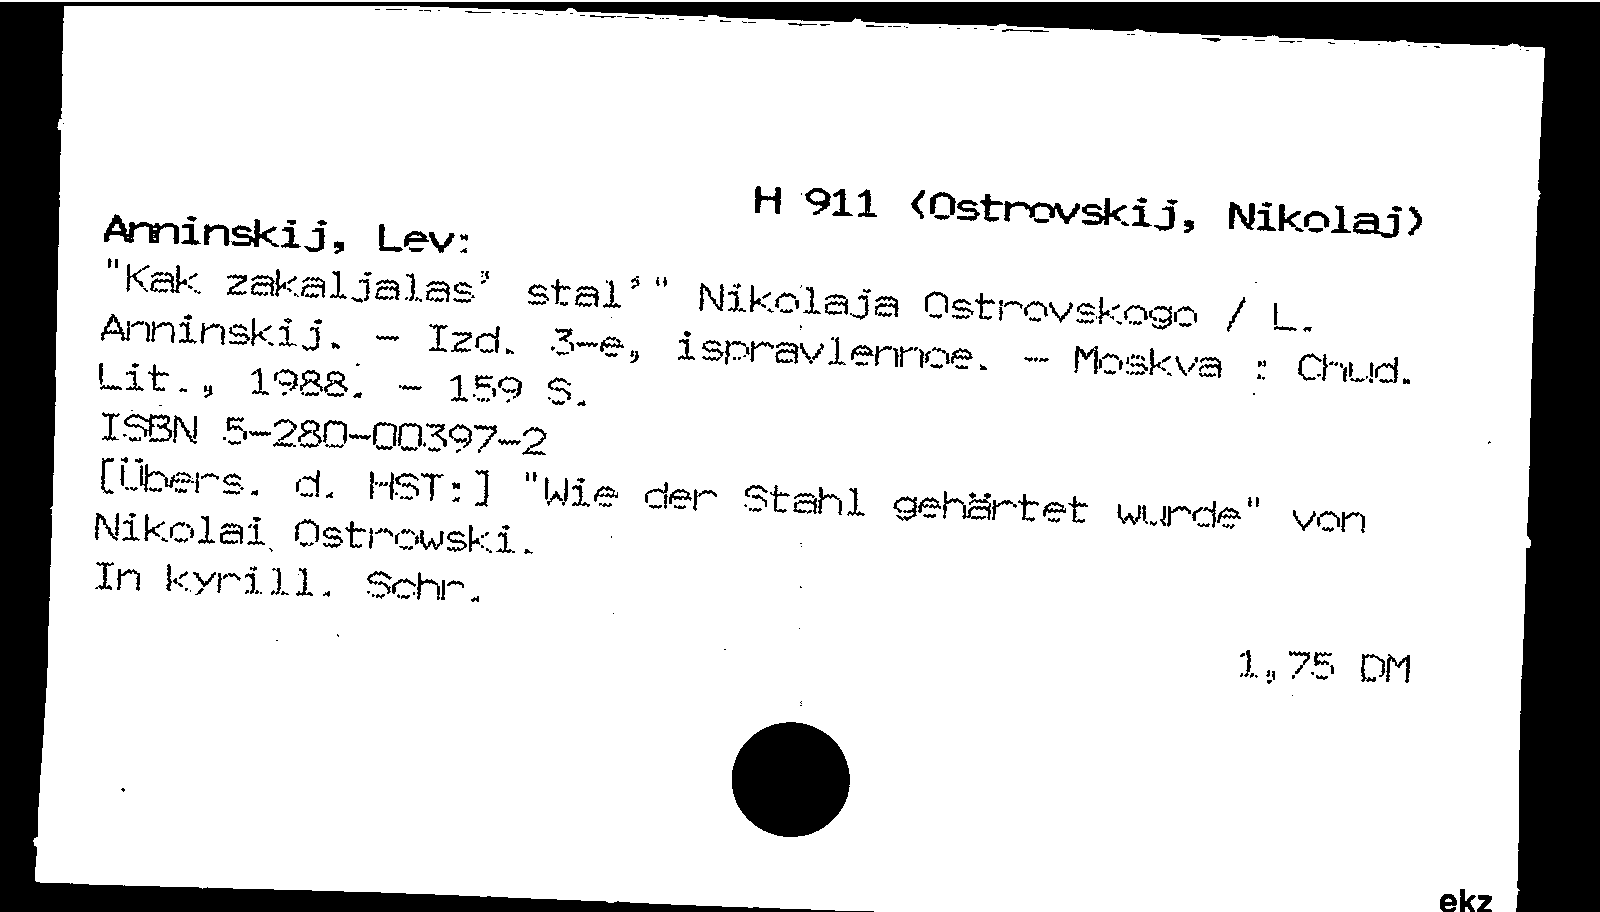 H 911 (Ostrovskij, Nikolaj)
Anninskij, Lev:
"Kak zakaljalas' stal'" Nikolaja Ostrovskogo / L.
Anninskij. - Izd. 3-e, ispravlennoe. - Moskva : Chud.
Lit., 1988. - 159 S.
ISBN 5-280-00397-2
[Übers. d. HST:] "Wie der Stahl gehärtet wurde" von
Nikolai Ostrowski.
In kyrill. Schr.
1,75 DM
ekz